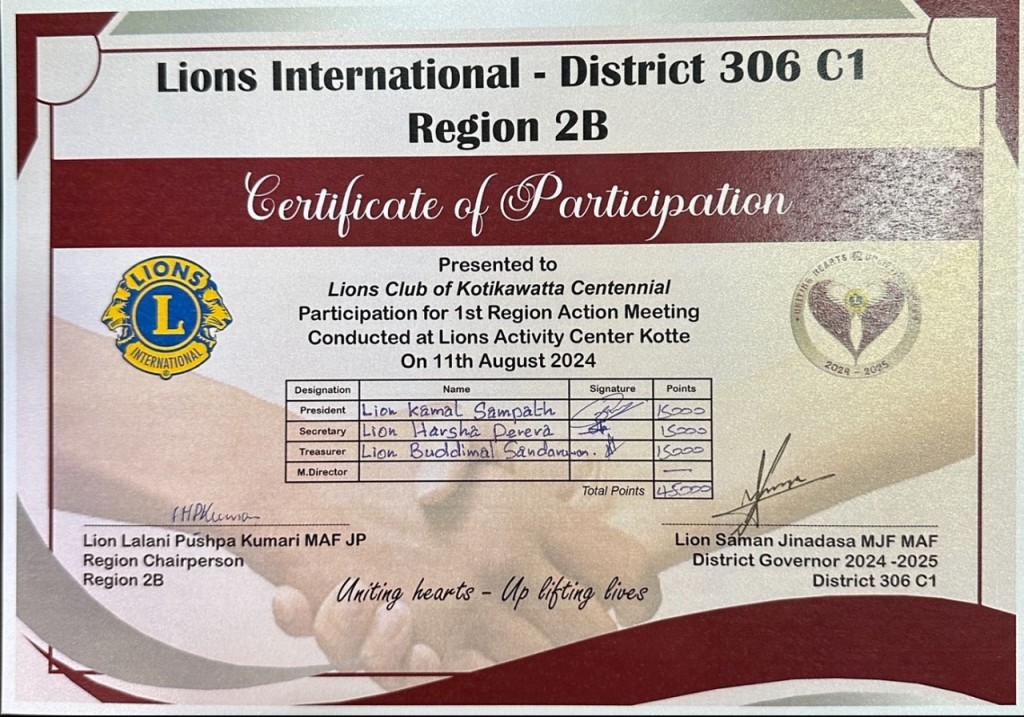 Lions International - District 306 C1
Region 2B
Certificate of Participation
LIONS
L
INTERNATIONAL
®
Presented to
Lions Club of Kotikawatta Centennial
Participation for 1st Region Action Meeting
Conducted at Lions Activity Center Kotte
On 11th August 2024
UNITING HEARTS
2024 - 2025
Designation Name Signature Points
President Lion Kamal Sampath 15000
Secretary Lion Harsha Perera 15000
Treasurer Lion Buddimal Sandaruwan. 15000
M.Director —
Total Points 45000
Lion Lalani Pushpa Kumari MAF JP
Region Chairperson
Region 2B
Lion Saman Jinadasa MJF MAF
District Governor 2024 -2025
District 306 C1
Uniting hearts - Up lifting lives